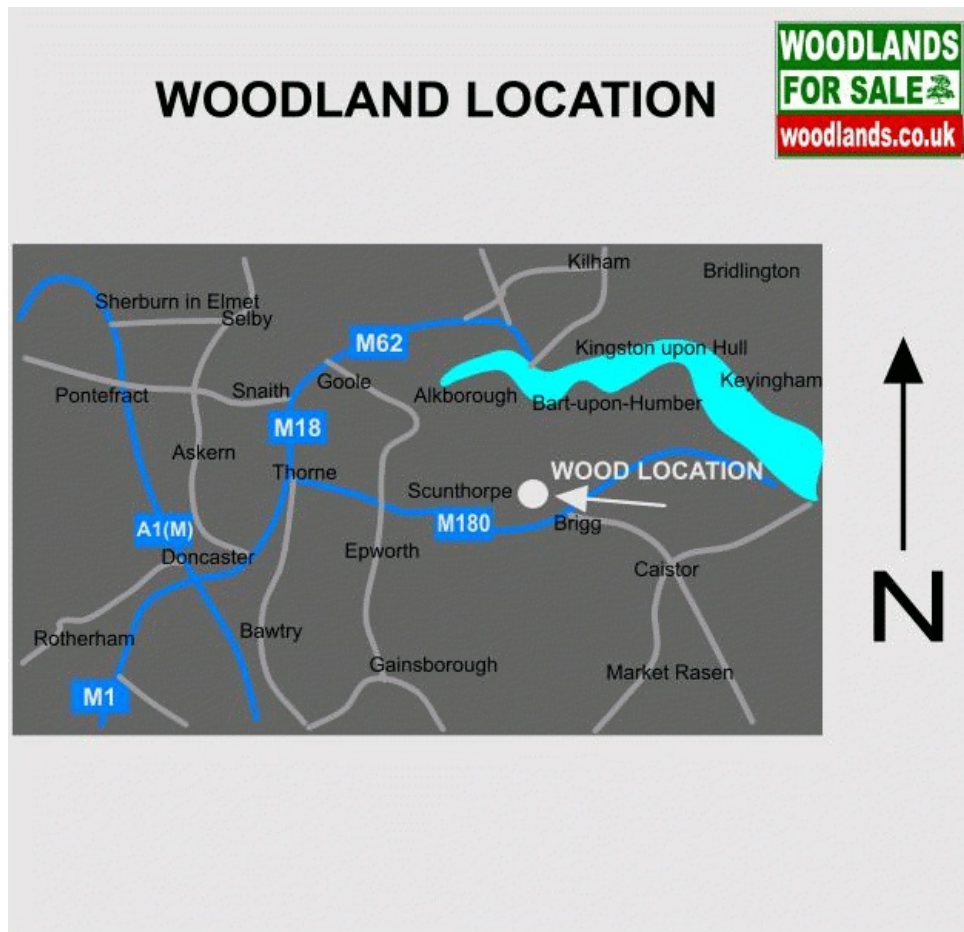 WOODLANDS
FOR SALE
woodlands.co.uk
WOODLAND LOCATION
Kilham
Bridlington
Sherburn in Elmet
Selby
M62
Kingston upon Hull
Keyingham
Goole
Snaith
Pontefract
Alkborough
Bart-upon-Humber
M18
Askern
Thorne
WOOD LOCATION
Scunthorpe
M180
Brigg
A1(M)
Doncaster
Epworth
Caistor
N
Bawtry
Rotherham
Gainsborough
Market Rasen
M1